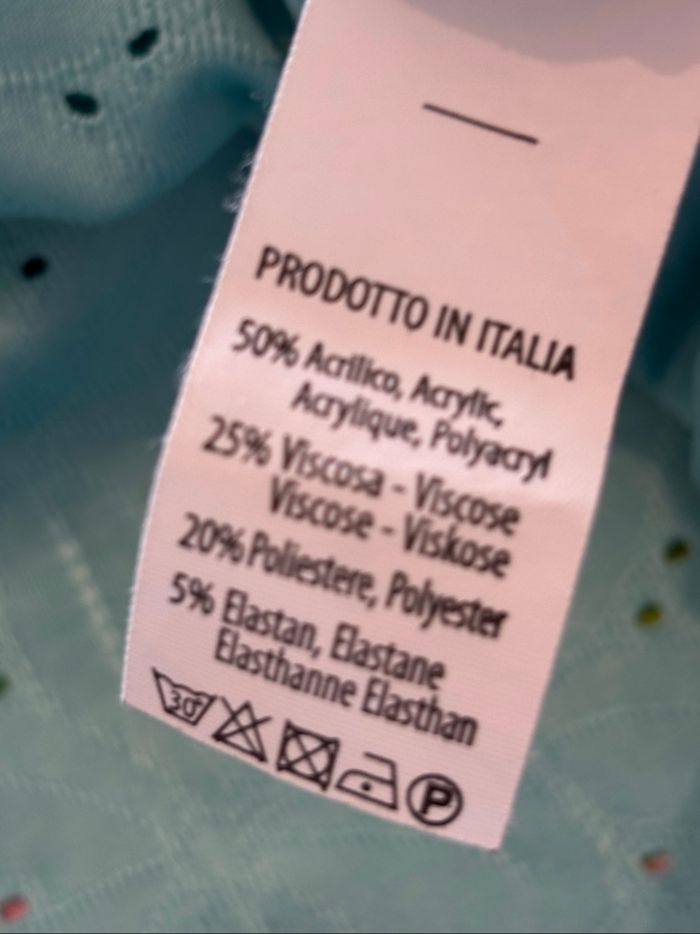 PRODOTTO IN ITALIA
50% Acrilico, Acrylic,
Acrylique, Polyacryl
25% Viscosa - Viscose
Viscose - Viskose
20% Poliestere, Polyester
5% Elastan, Elastane
Elasthanne Elasthan
30° P